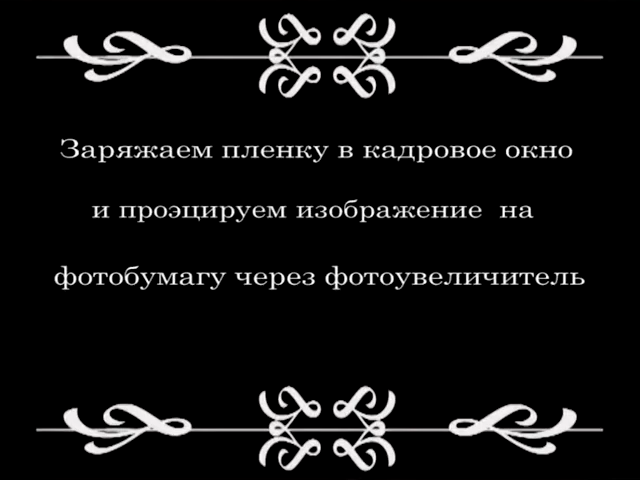 Заряжаем пленку в кадровое окно
и проэцируем изображение на
фотобумагу через фотоувеличитель